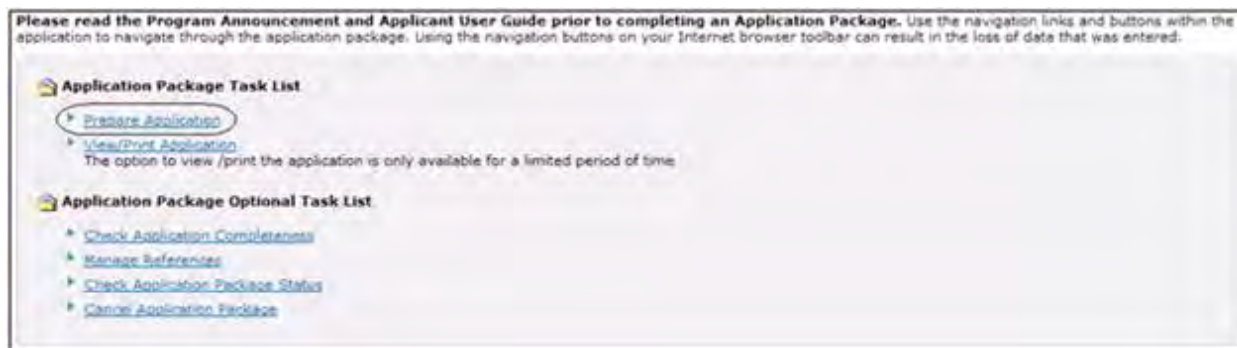 Please read the Program Announcement and Applicant User Guide prior to completing an Application Package. Use the navigation links and buttons within the
application to navigate through the application package. Using the navigation buttons on your Internet browser toolbar can result in the loss of data that was entered.
Application Package Task List
Prepare Application
View/Print Application
The option to view /print the application is only available for a limited period of time
Application Package Optional Task List
Check Application Completeness
Manage References
Check Application Package Status
Cancel Application Package